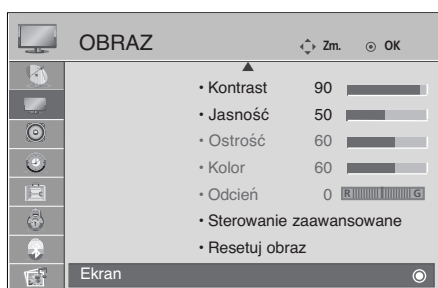 OBRAZ Zm. OK
• Kontrast 90
• Jasność 50
• Ostrość 60
• Kolor 60
• Odcień 0 R G
• Sterowanie zaawansowane
• Resetuj obraz
Ekran